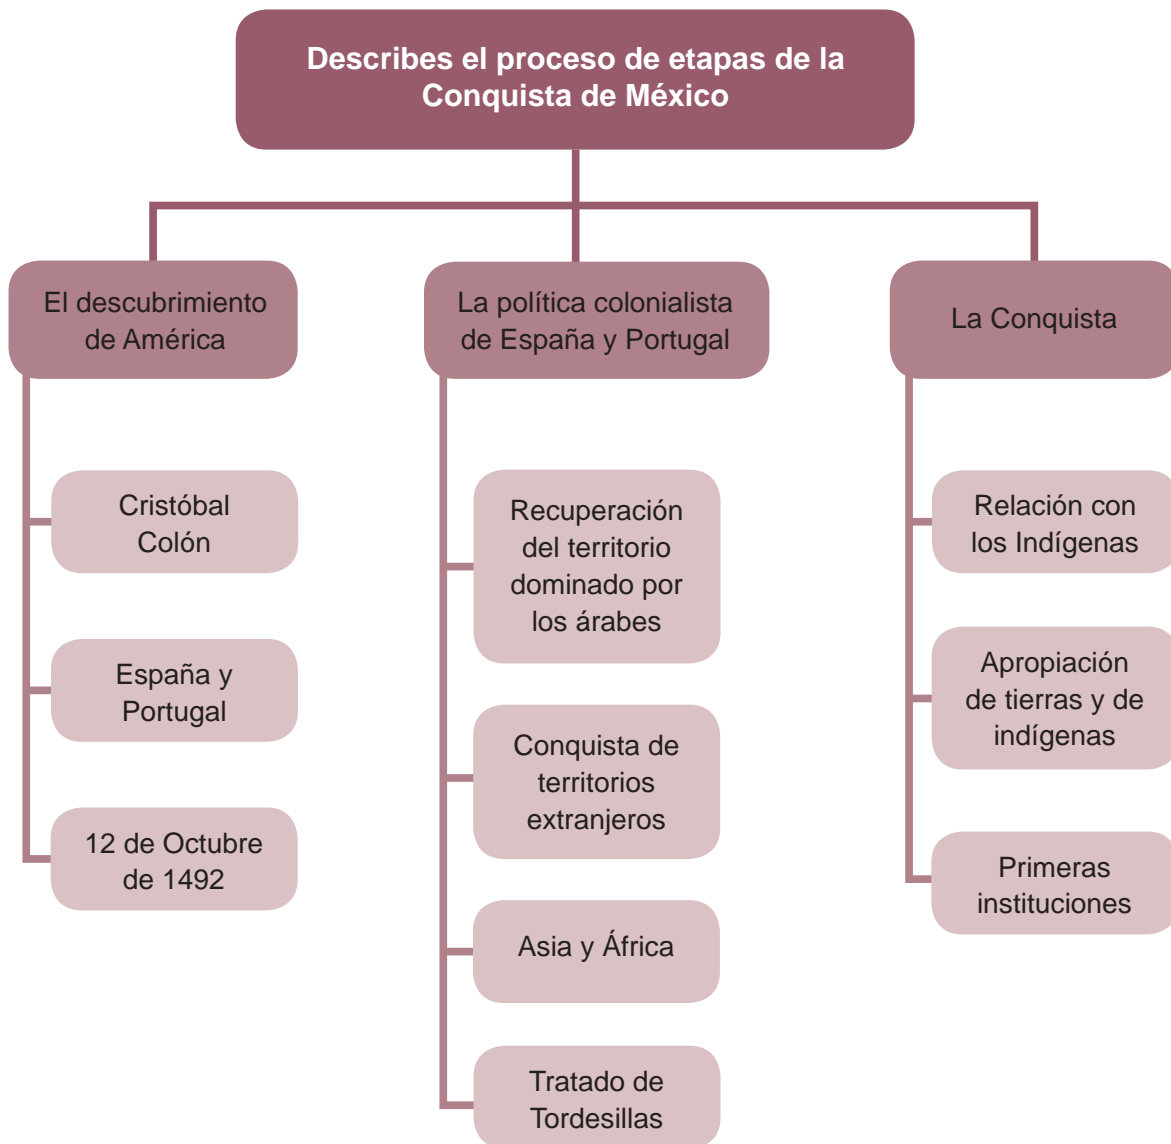 Describes el proceso de etapas de la
Conquista de México
El descubrimiento
de América
Cristóbal
Colón
España y
Portugal
12 de Octubre
de 1492
La política colonialista
de España y Portugal
Recuperación
del territorio
dominado por
los árabes
Conquista de
territorios
extranjeros
Asia y África
Tratado de
Tordesillas
La Conquista
Relación con
los Indígenas
Apropiación
de tierras y de
indígenas
Primeras
instituciones